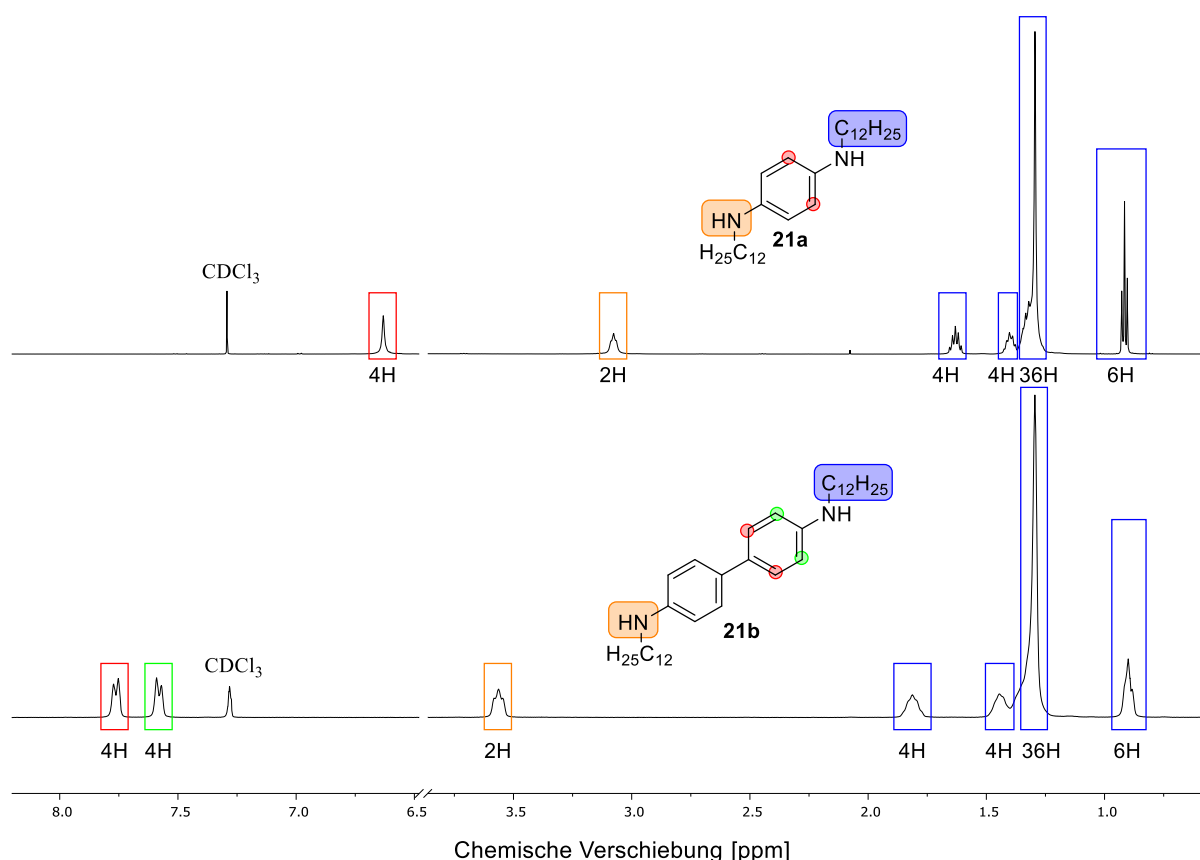 C₁₂H₂₅
NH
HN
21a
H₂₅C₁₂
CDCl₃
4H
2H
4H
4H
36H
6H
C₁₂H₂₅
NH
HN
21b
H₂₅C₁₂
CDCl₃
4H
4H
2H
4H
4H
36H
6H
8.0 7.5 7.0 6.5 3.5 3.0 2.5 2.0 1.5 1.0
Chemische Verschiebung [ppm]